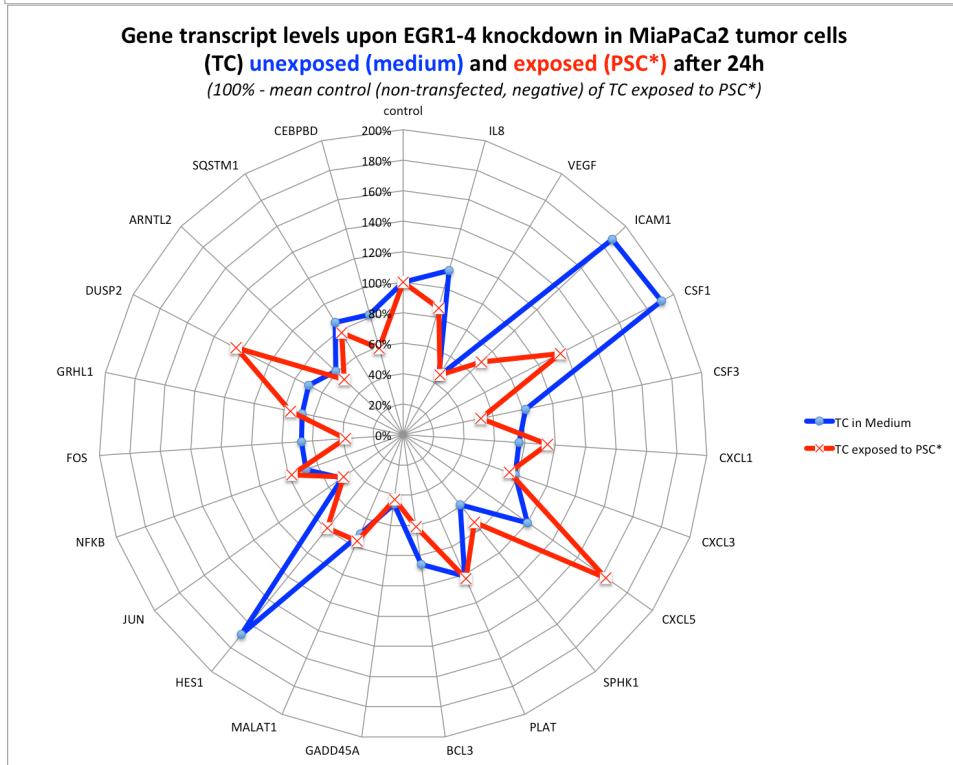 Gene transcript levels upon EGR1-4 knockdown in MiaPaCa2 tumor cells
(TC) unexposed (medium) and exposed (PSC*) after 24h
(100% - mean control (non-transfected, negative) of TC exposed to PSC*)
control
IL8
VEGF
ICAM1
CSF1
CSF3
CXCL1
CXCL3
CXCL5
SPHK1
PLAT
BCL3
GADD45A
MALAT1
HES1
JUN
NFKB
FOS
GRHL1
DUSP2
ARNTL2
SQSTM1
CEBPBD
200%
180%
160%
140%
120%
100%
80%
60%
40%
20%
0%
TC in Medium
TC exposed to PSC*